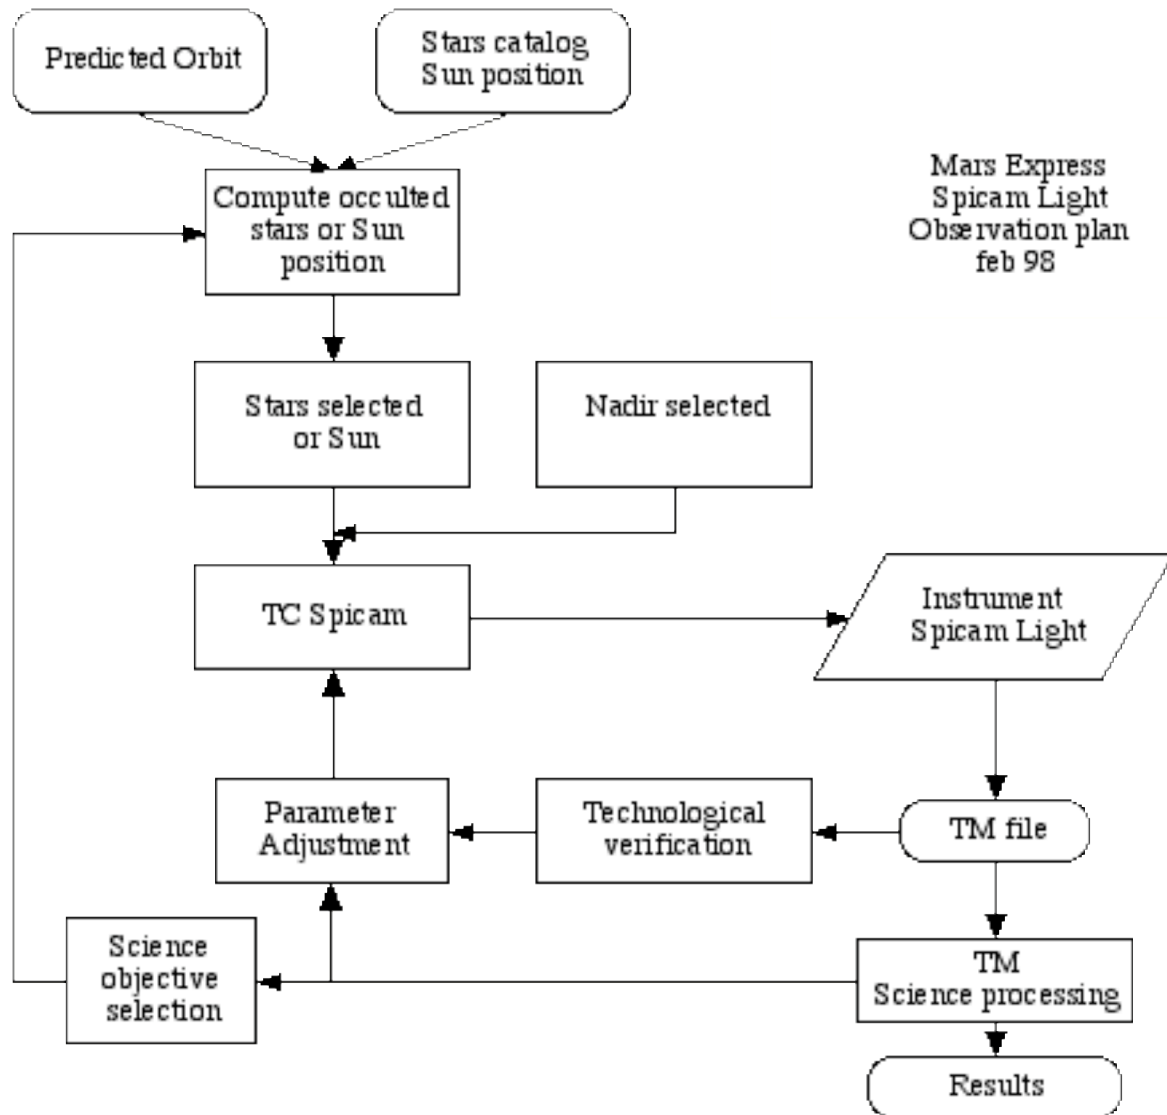 Predicted Orbit
Stars catalog
Sun position
Mars Express
Spicam Light
Observation plan
feb 98
Compute occulted
stars or Sun
position
Stars selected
or Sun
Nadir selected
TC Spicam
Instrument
Spicam Light
Parameter
Adjustment
Technological
verification
TM file
Science
objective
selection
TM
Science processing
Results